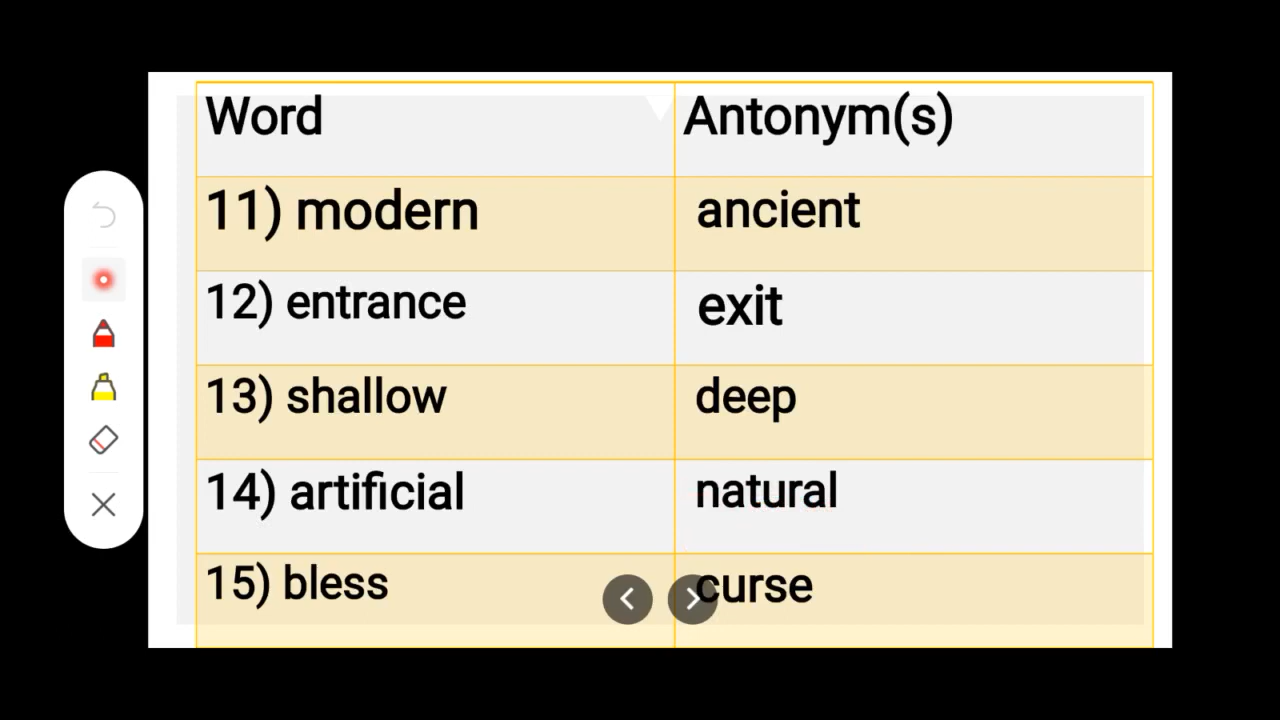 Word Antonym(s)
11) modern ancient
12) entrance exit
13) shallow deep
14) artificial natural
15) bless curse